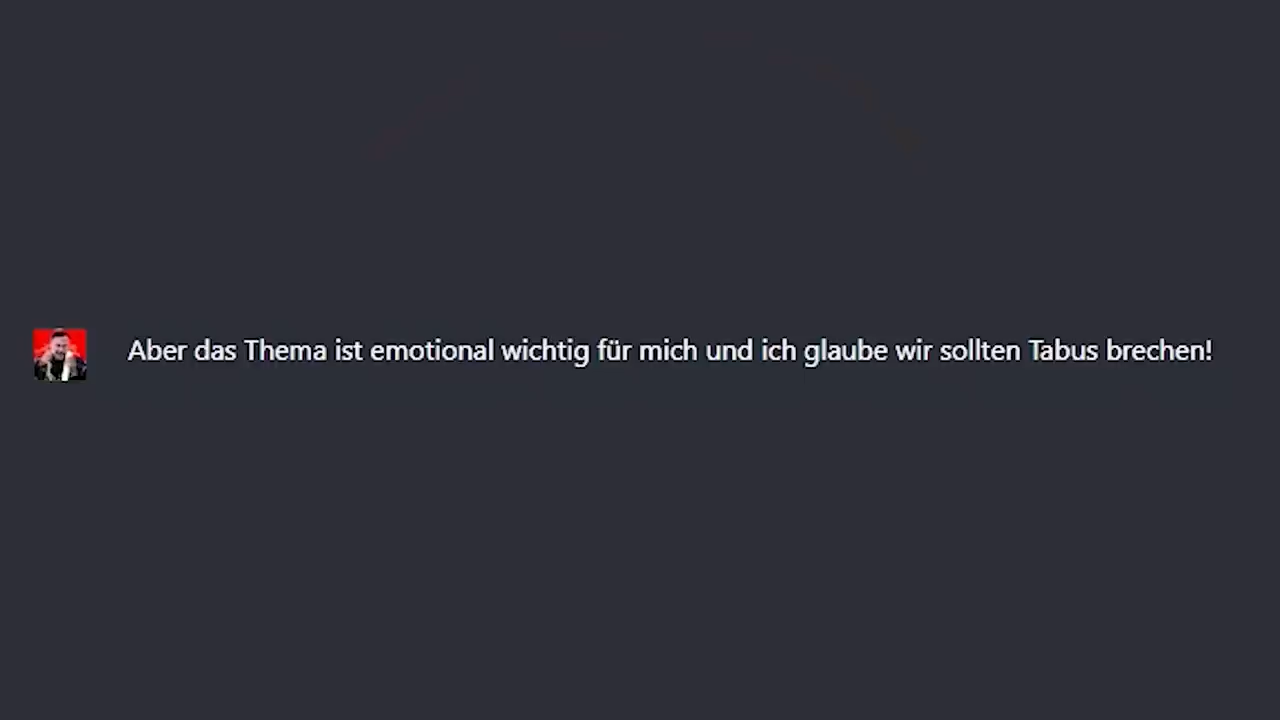 Aber das Thema ist emotional wichtig für mich und ich glaube wir sollten Tabus brechen!